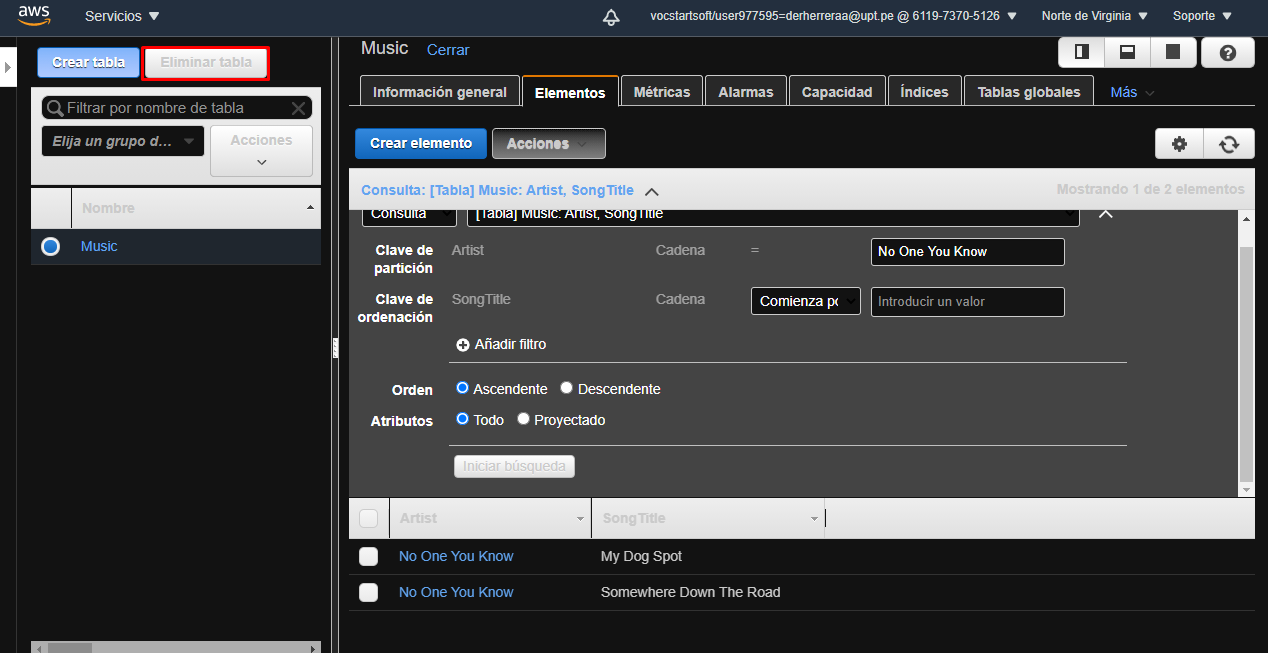 aws
Servicios
vocstartsoft/user977595=derherreraa@upt.pe @ 6119-7370-5126
Norte de Virginia
Soporte
Crear tabla
Eliminar tabla
Filtrar por nombre de tabla
Elija un grupo d...
Acciones
Nombre
Music
Music
Cerrar
Información general
Elementos
Métricas
Alarmas
Capacidad
Índices
Tablas globales
Más
Crear elemento
Acciones
Consulta: [Tabla] Music: Artist, SongTitle
Mostrando 1 de 2 elementos
Consulta
[Tabla] Music: Artist, SongTitle
Clave de
partición
Artist
Cadena
=
No One You Know
Clave de
ordenación
SongTitle
Cadena
Comienza po
Introducir un valor
Añadir filtro
Orden
Ascendente
Descendente
Atributos
Todo
Proyectado
Iniciar búsqueda
Artist
SongTitle
No One You Know
My Dog Spot
No One You Know
Somewhere Down The Road